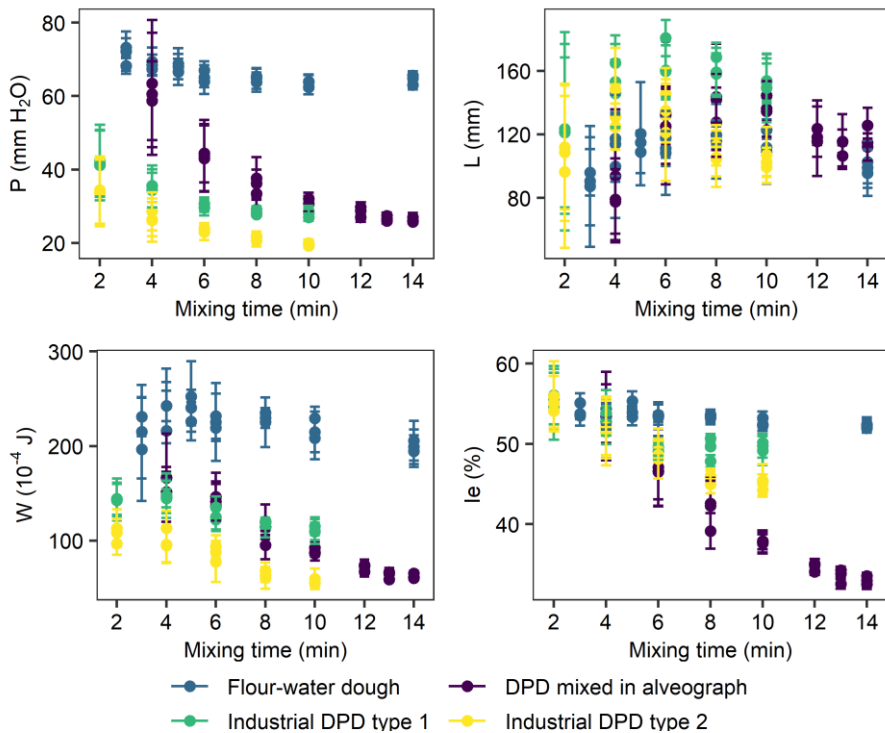 80
60
40
20
P (mm H₂O)
2 4 6 8 10 12 14
Mixing time (min)
160
120
80
L (mm)
2 4 6 8 10 12 14
Mixing time (min)
300
200
100
W (10⁻⁴ J)
2 4 6 8 10 12 14
Mixing time (min)
60
50
40
Ie (%)
2 4 6 8 10 12 14
Mixing time (min)
Flour-water dough DPD mixed in alveograph
Industrial DPD type 1 Industrial DPD type 2